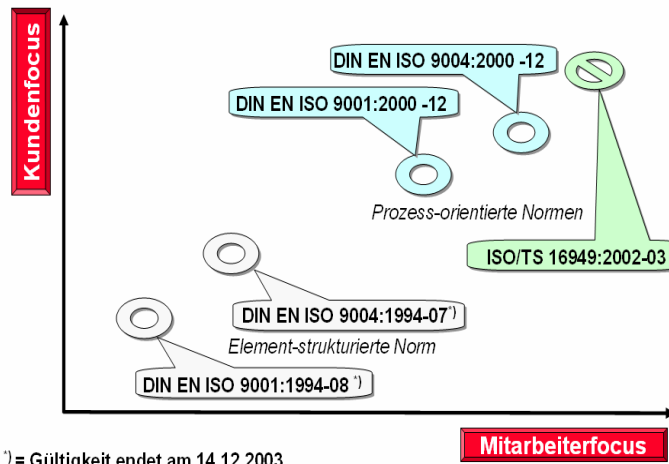 Kundenfocus
DIN EN ISO 9004:2000 -12
DIN EN ISO 9001:2000 -12
Prozess-orientierte Normen
ISO/TS 16949:2002-03
DIN EN ISO 9004:1994-07*)
Element-strukturierte Norm
DIN EN ISO 9001:1994-08 *)
Mitarbeiterfocus
*) = Gültigkeit endet am 14.12.2003